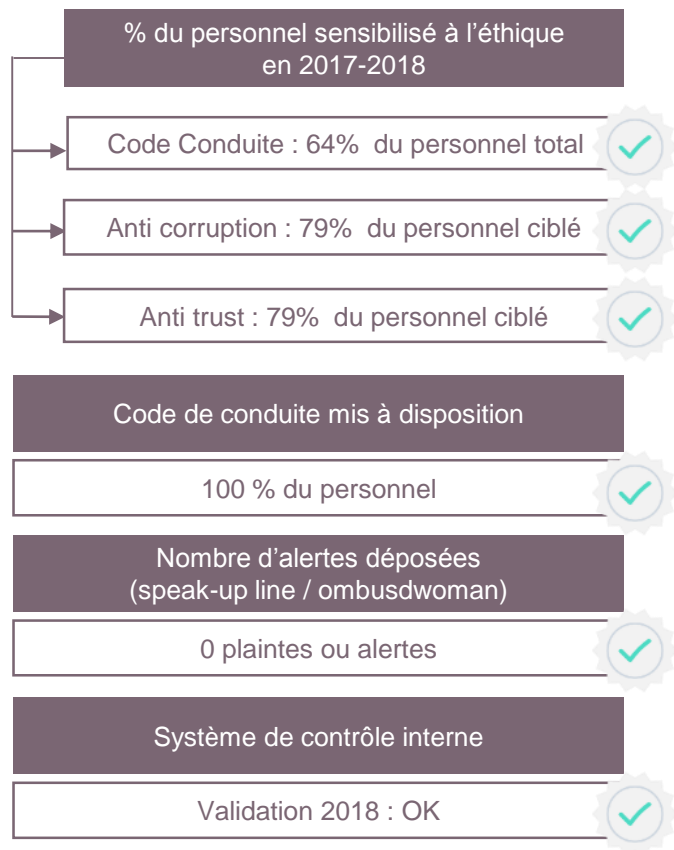 % du personnel sensibilisé à l’éthique
en 2017-2018
Code Conduite : 64% du personnel total
Anti corruption : 79% du personnel ciblé
Anti trust : 79% du personnel ciblé
Code de conduite mis à disposition
100 % du personnel
Nombre d’alertes déposées
(speak-up line / ombusdwoman)
0 plaintes ou alertes
Système de contrôle interne
Validation 2018 : OK